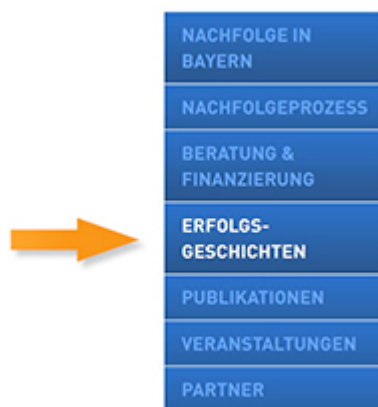 NACHFOLGE IN
BAYERN
NACHFOLGEPROZESS
BERATUNG &
FINANZIERUNG
ERFOLGS-
GESCHICHTEN
PUBLIKATIONEN
VERANSTALTUNGEN
PARTNER